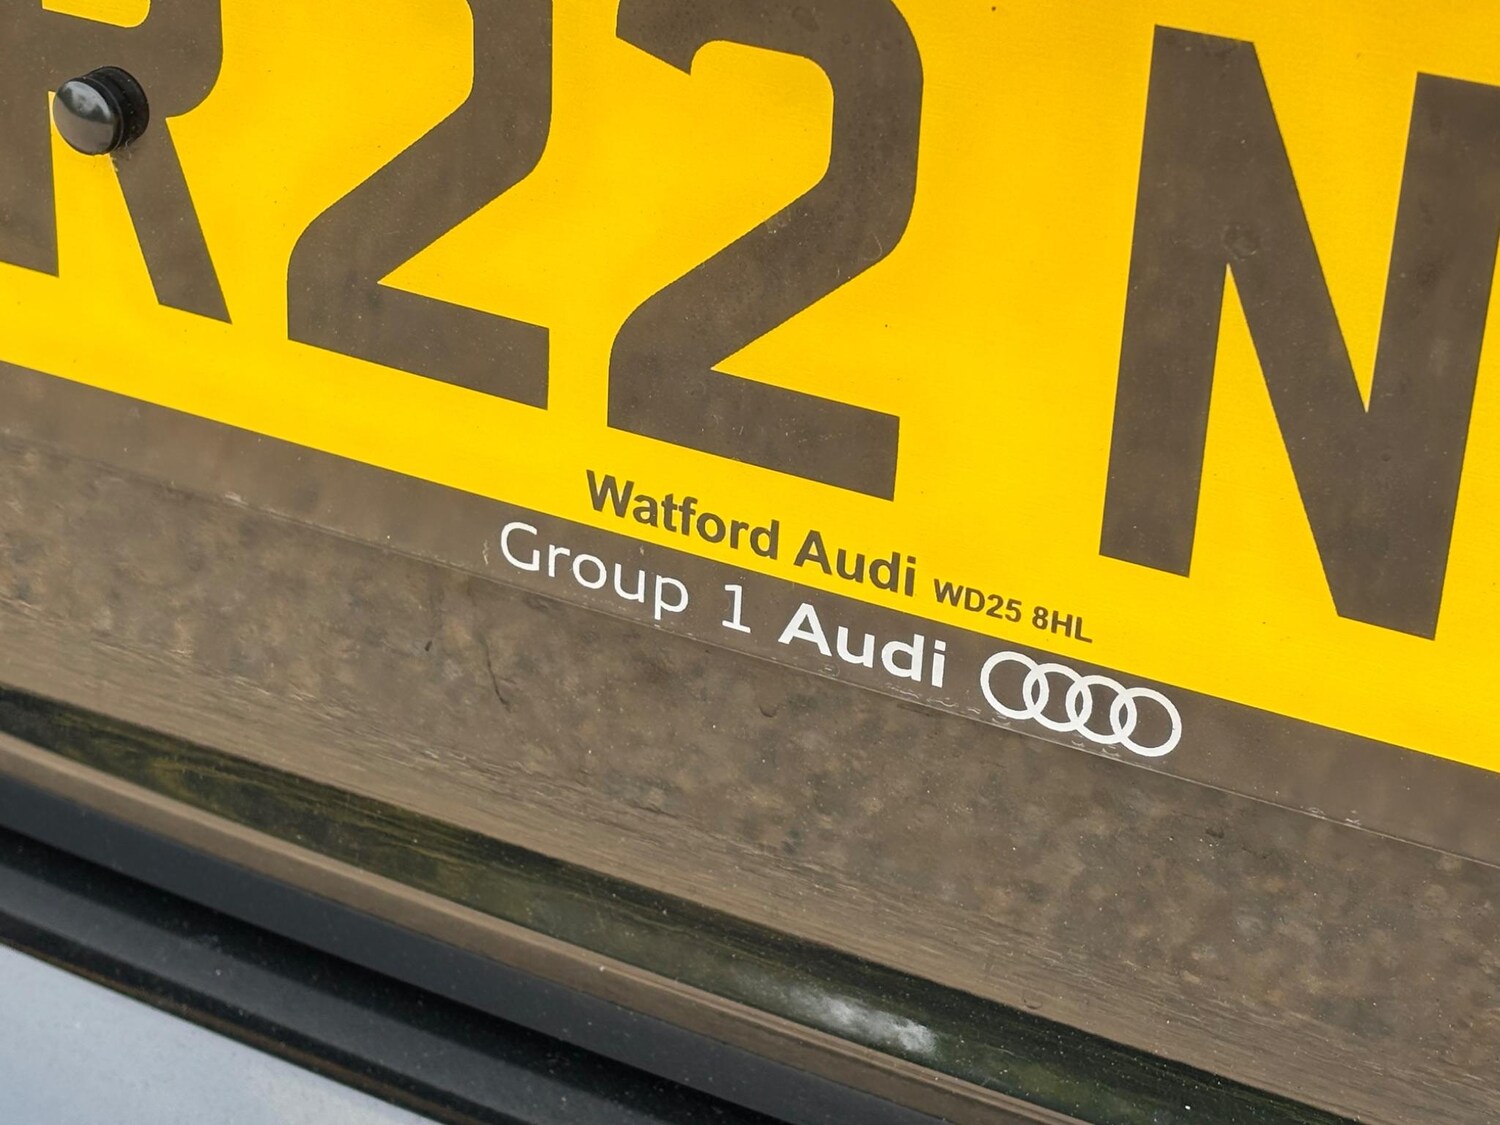 R22 N
Watford Audi WD25 8HL
Group 1 Audi